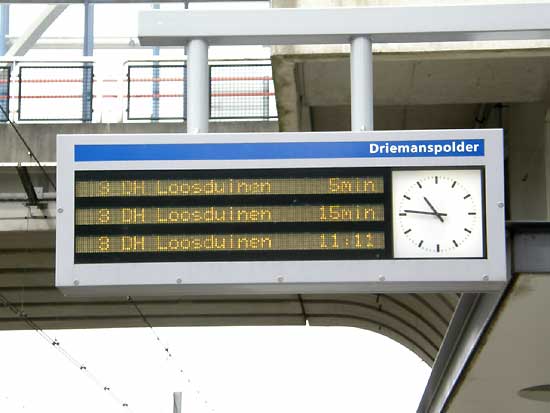 Driemanspolder
3 DH Loosduinen 5min
3 DH Loosduinen 15min
3 DH Loosduinen 11:11